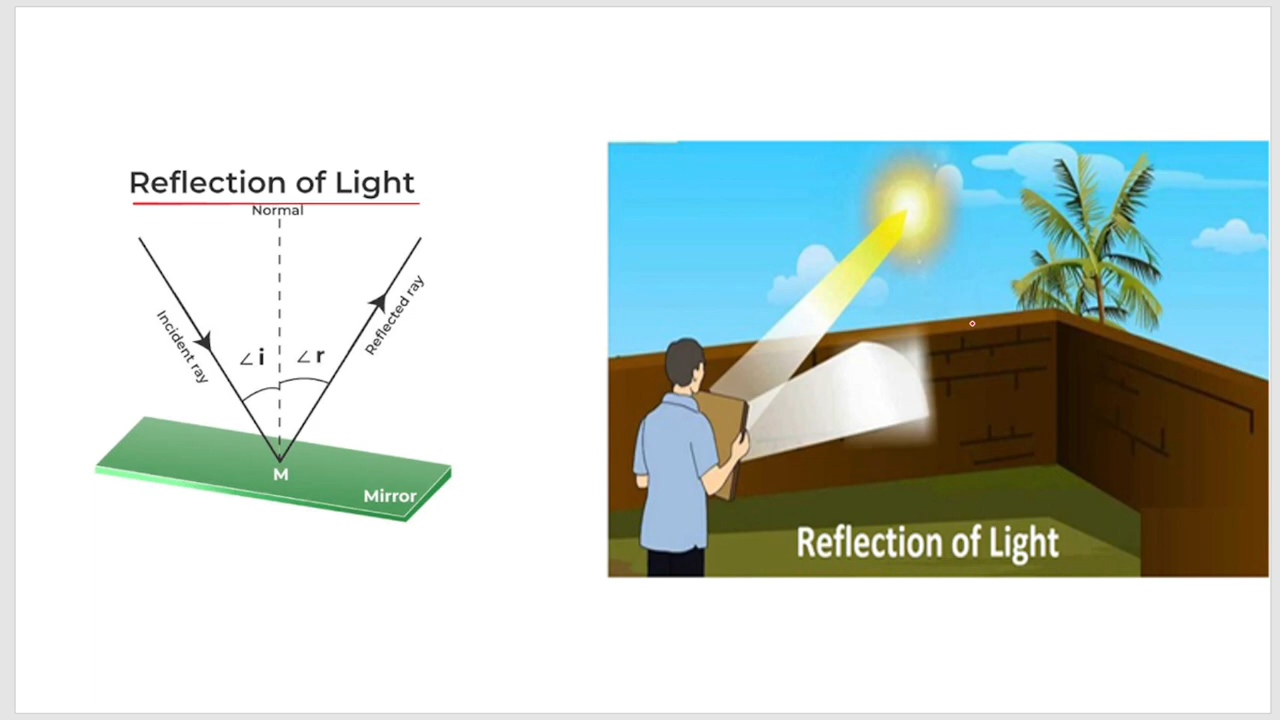 Reflection of Light
Normal
Incident ray
∠i
∠r
Reflected ray
M
Mirror
Reflection of Light